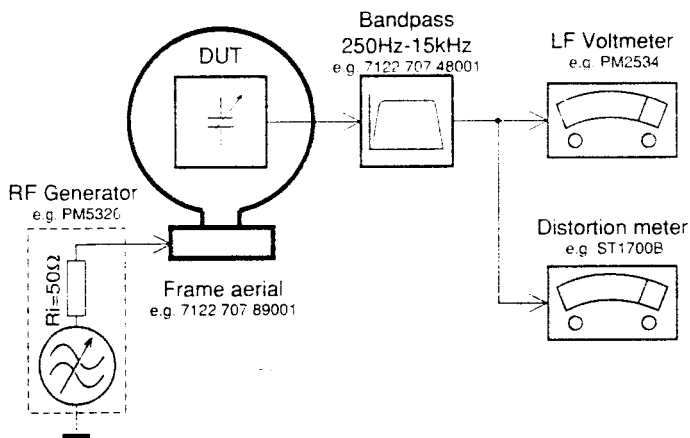 Bandpass
250Hz-15kHz
e.g. 7122 707 48001
DUT
LF Voltmeter
e.g. PM2534
RF Generator
e.g. PM5326
Ri=50Ω
Frame aerial
e.g. 7122 707 89001
Distortion meter
e.g ST1700B